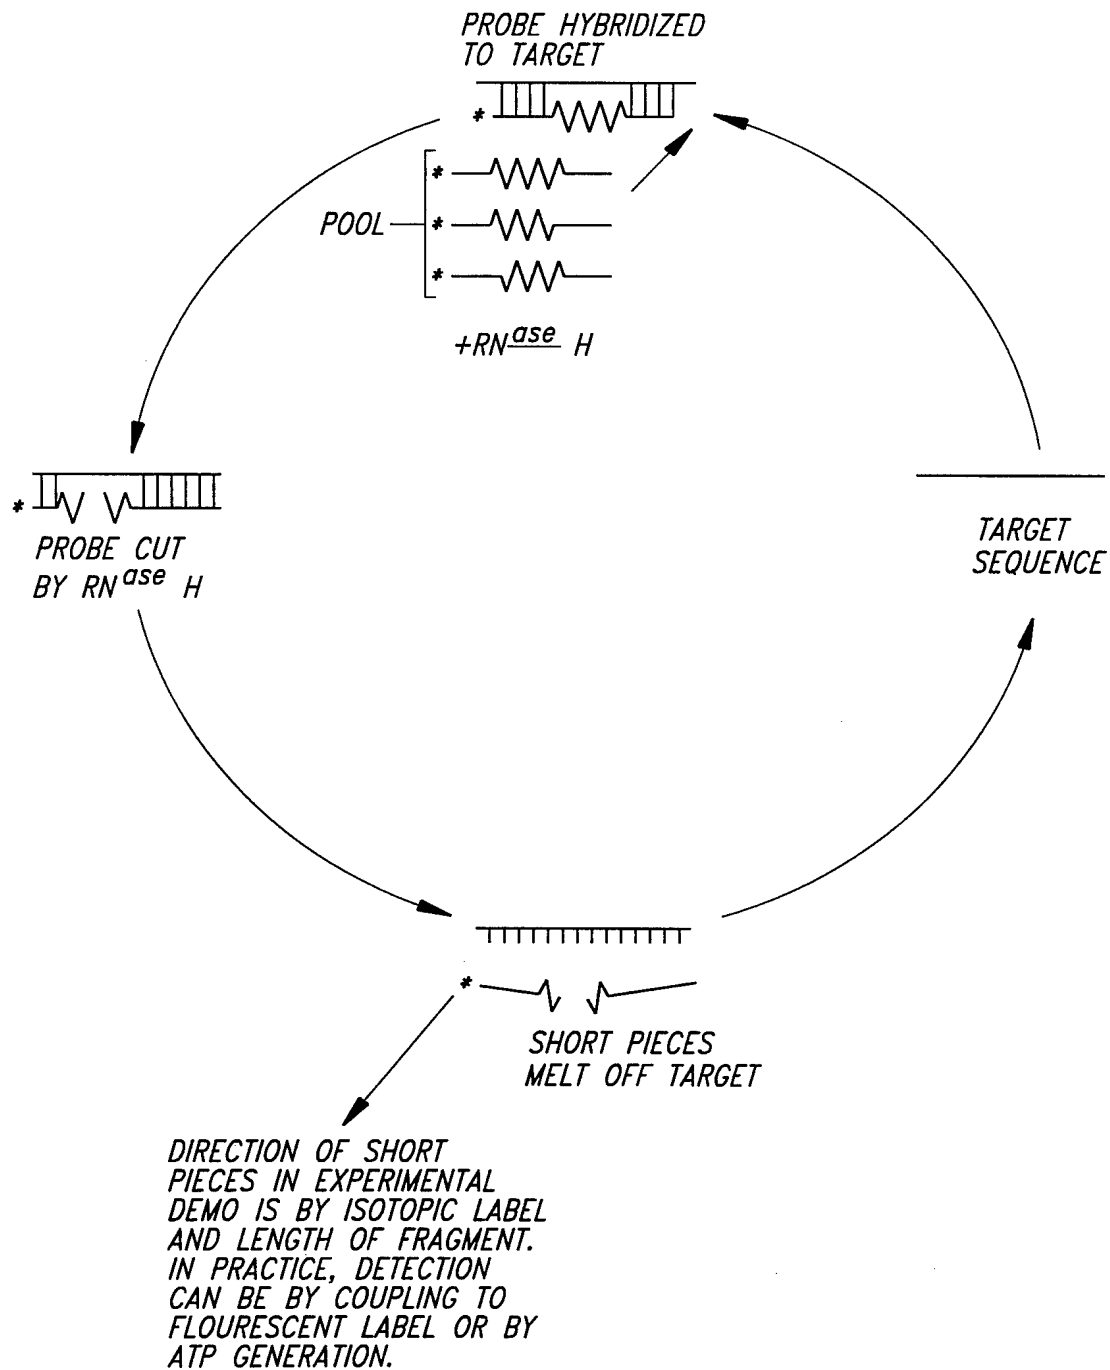 PROBE HYBRIDIZED
TO TARGET
*
*
POOL
*
*
+RNase H
*
PROBE CUT
BY RNase H
TARGET
SEQUENCE
*
SHORT PIECES
MELT OFF TARGET
DIRECTION OF SHORT
PIECES IN EXPERIMENTAL
DEMO IS BY ISOTOPIC LABEL
AND LENGTH OF FRAGMENT.
IN PRACTICE, DETECTION
CAN BE BY COUPLING TO
FLOURESCENT LABEL OR BY
ATP GENERATION.